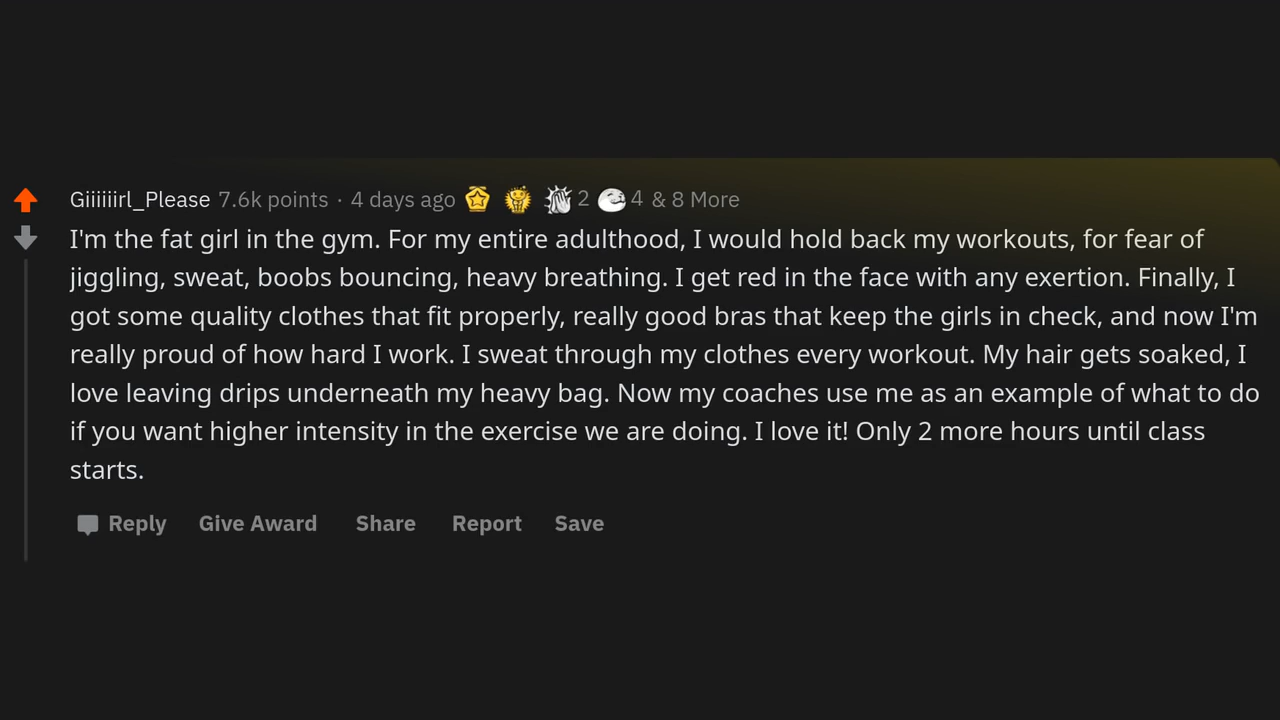 Giiiiiirl_Please 7.6k points · 4 days ago 2 4 & 8 More
I'm the fat girl in the gym. For my entire adulthood, I would hold back my workouts, for fear of
jiggling, sweat, boobs bouncing, heavy breathing. I get red in the face with any exertion. Finally, I
got some quality clothes that fit properly, really good bras that keep the girls in check, and now I'm
really proud of how hard I work. I sweat through my clothes every workout. My hair gets soaked, I
love leaving drips underneath my heavy bag. Now my coaches use me as an example of what to do
if you want higher intensity in the exercise we are doing. I love it! Only 2 more hours until class
starts.
Reply Give Award Share Report Save